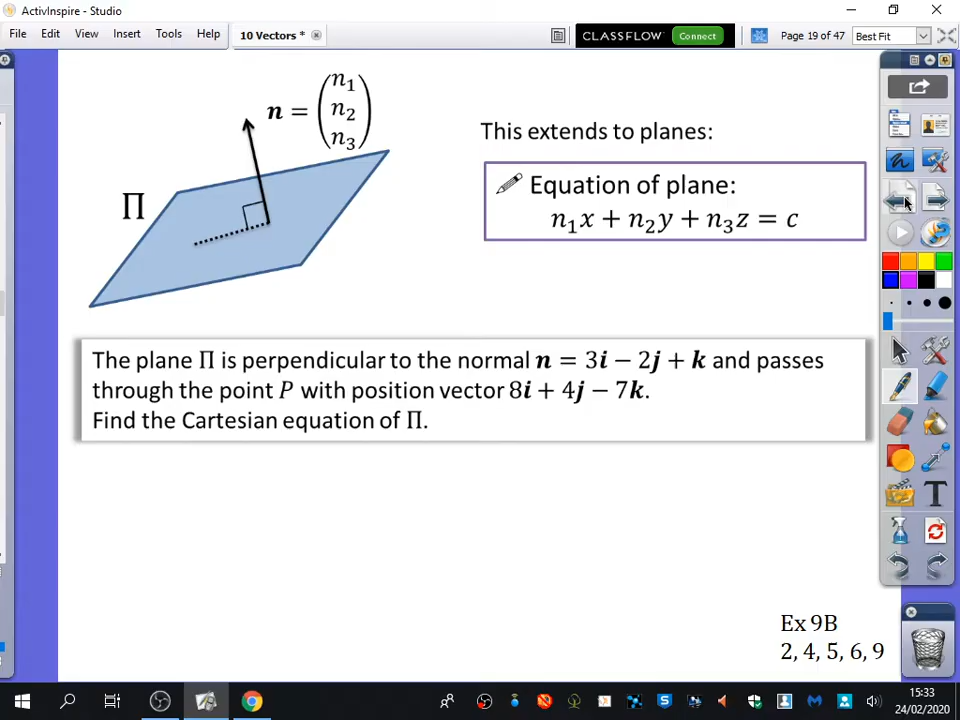 ActivInspire - Studio
File Edit View Insert Tools Help
10 Vectors *
CLASSFLOW Connect
Page 19 of 47
Best Fit
n = (n₁ n₂ n₃)
Π
This extends to planes:
Equation of plane:
n₁x + n₂y + n₃z = c
The plane Π is perpendicular to the normal n = 3i − 2j + k and passes
through the point P with position vector 8i + 4j − 7k.
Find the Cartesian equation of Π.
Ex 9B
2, 4, 5, 6, 9
15:33
24/02/2020